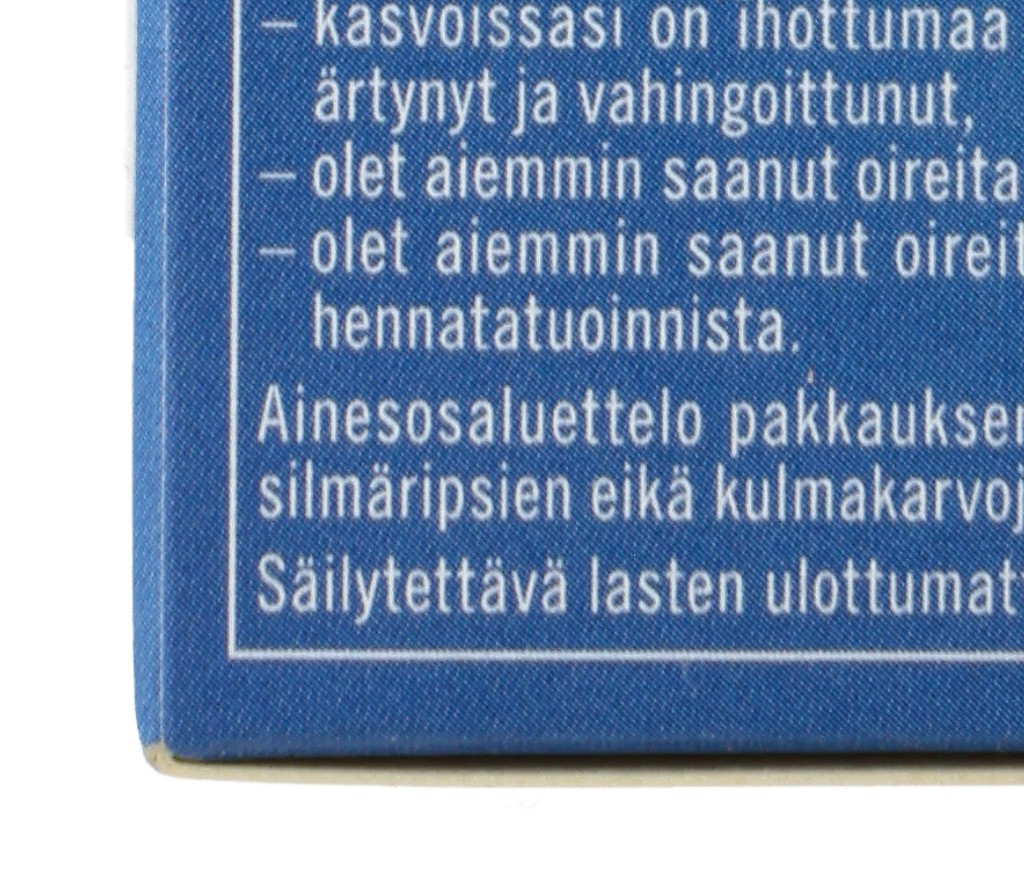 – kasvoissasi on ihottumaa
ärtynyt ja vahingoittunut,
– olet aiemmin saanut oireita
– olet aiemmin saanut oireit
hennatatuoinnista.
Ainesosaluettelo pakkauksen
silmäripsien eikä kulmakarvoj
Säilytettävä lasten ulottumatt